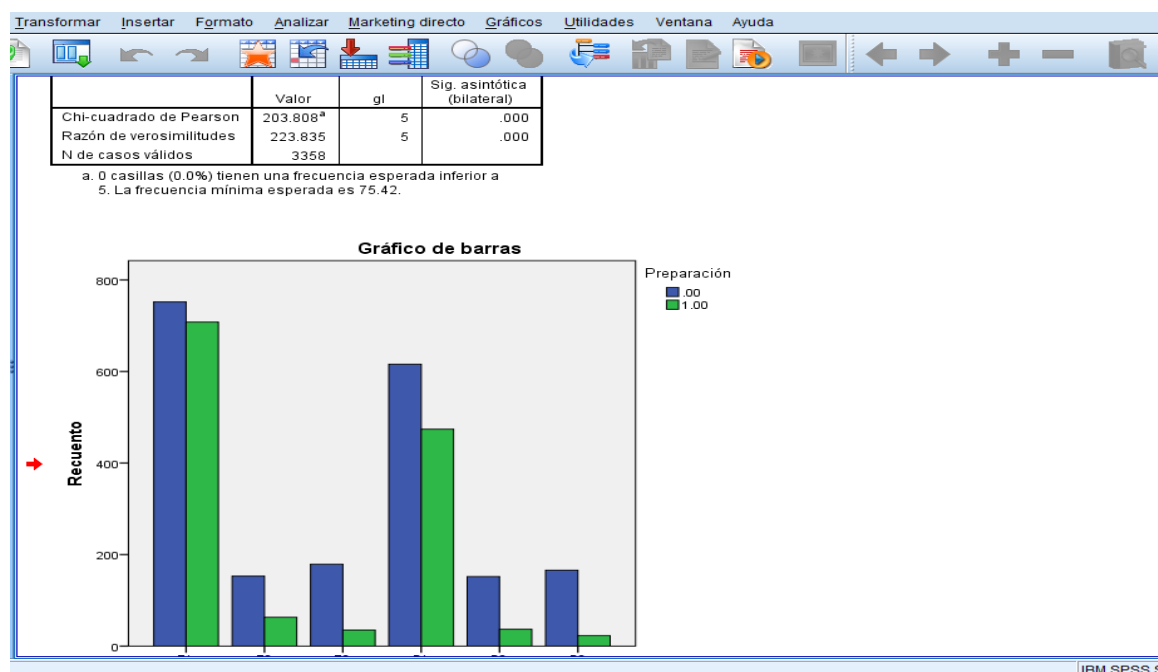 Transformar Insertar Formato Analizar Marketing directo Gráficos Utilidades Ventana Ayuda
Valor gl Sig. asintótica (bilateral)
Chi-cuadrado de Pearson 203.808ª 5 .000
Razón de verosimilitudes 223.835 5 .000
N de casos válidos 3358
a. 0 casillas (0.0%) tienen una frecuencia esperada inferior a
5. La frecuencia mínima esperada es 75.42.
Gráfico de barras
Preparación
.00
1.00
Recuento
800
600
400
200
0
IBM SPSS